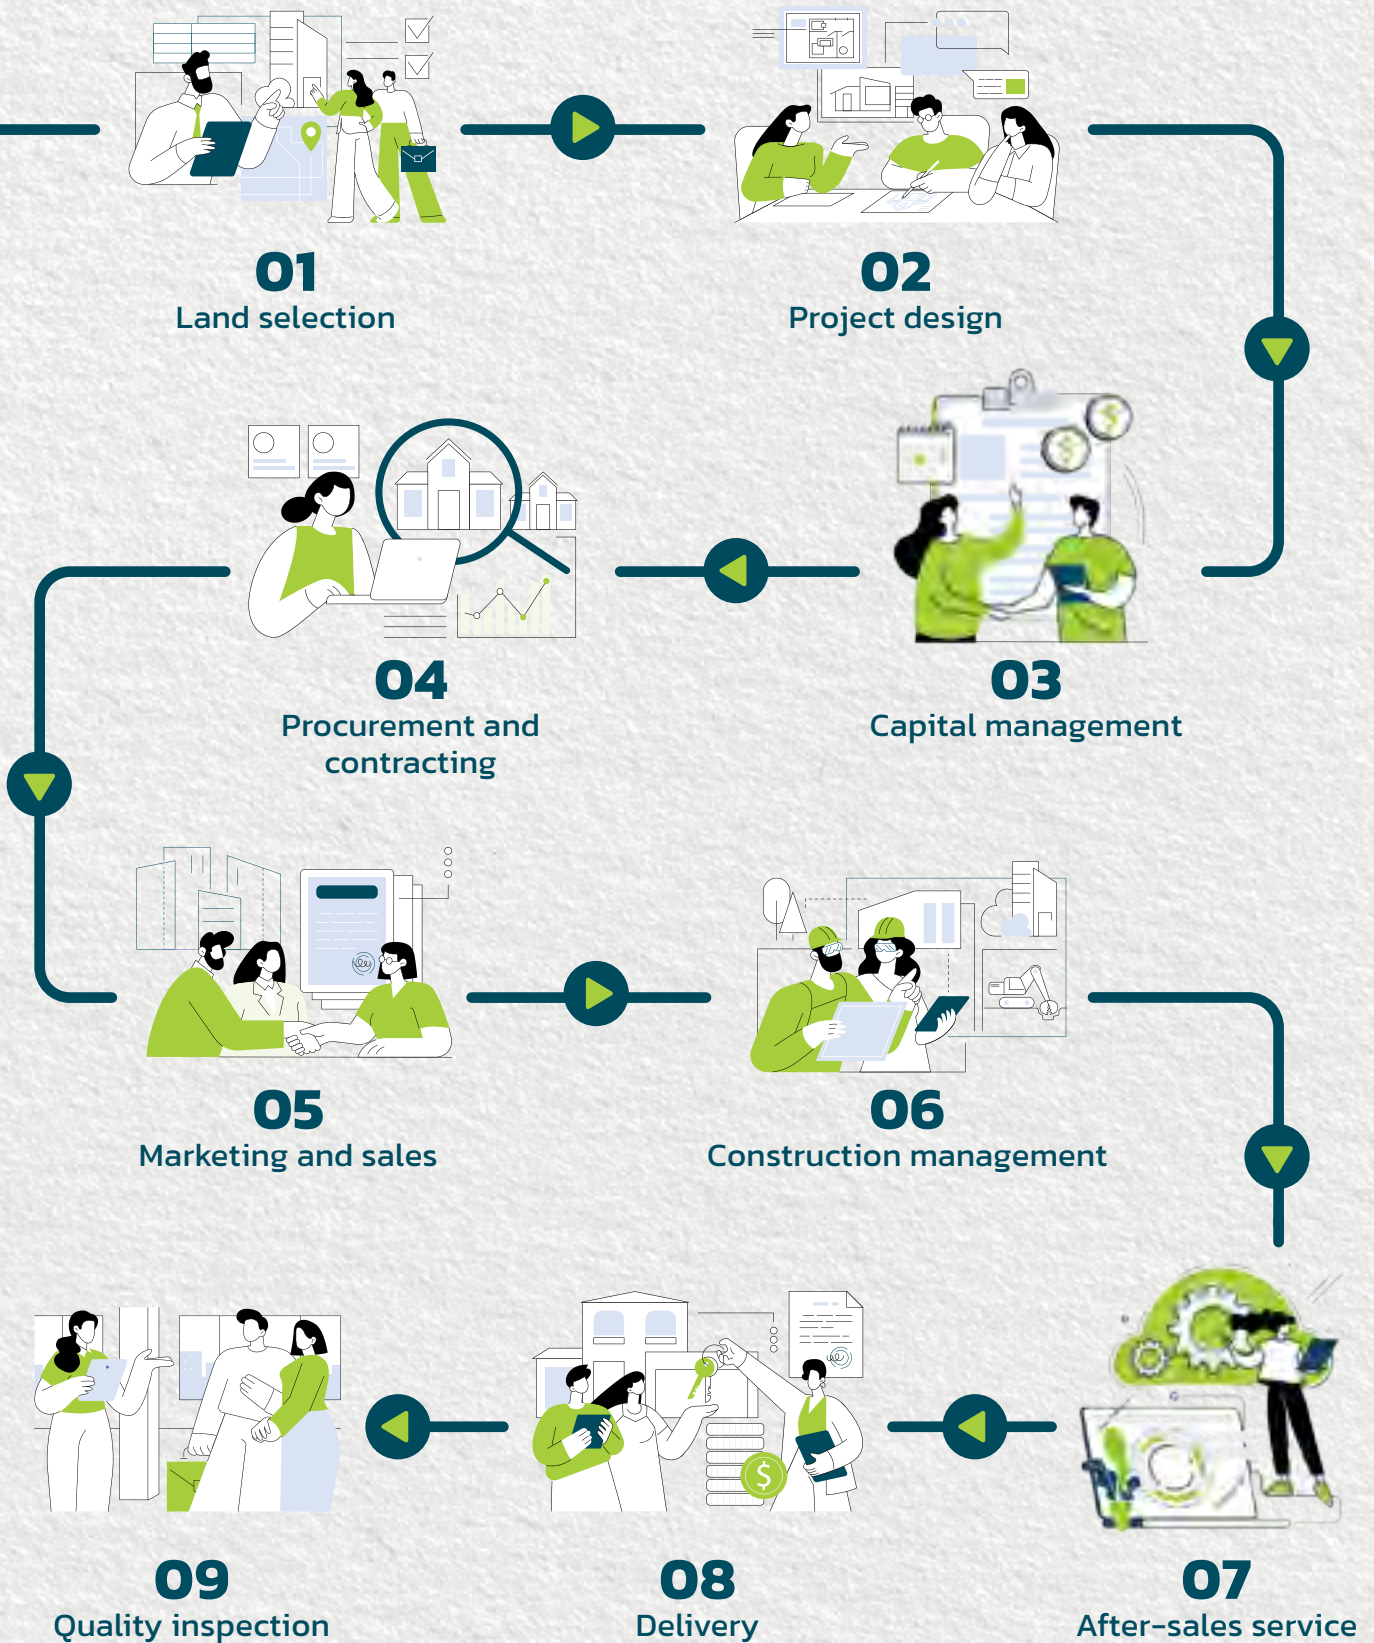 01
Land selection
02
Project design
03
Capital management
04
Procurement and
contracting
05
Marketing and sales
06
Construction management
07
After-sales service
08
Delivery
09
Quality inspection